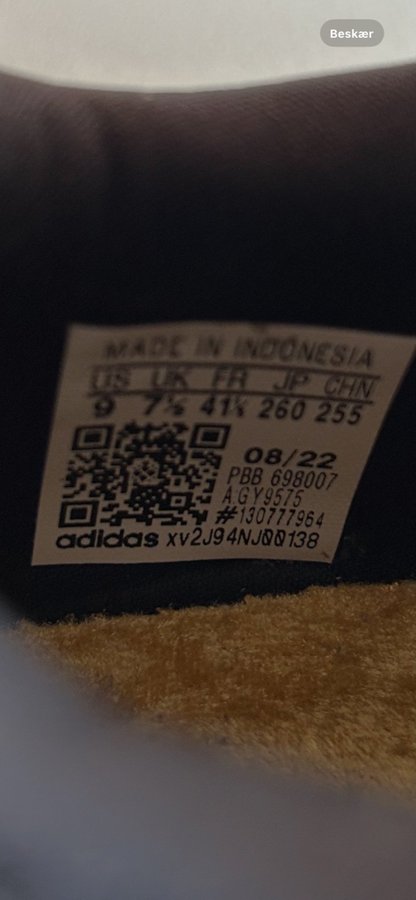 Beskær
MADE IN INDONESIA
US UK FR JP CHN
9 7½ 41⅓ 260 255
08/22
PBB 698007
A.GY9575
#130777964
adidas xv2J94NJ00138